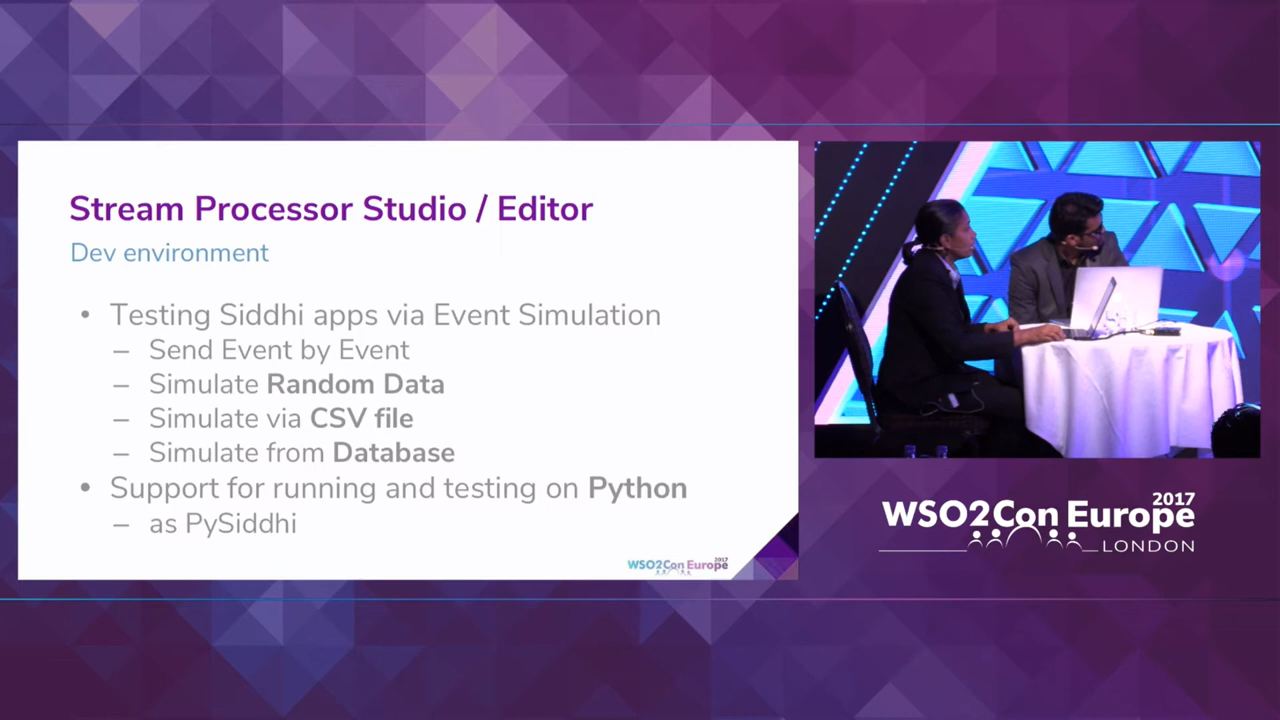 Stream Processor Studio / Editor
Dev environment
• Testing Siddhi apps via Event Simulation
– Send Event by Event
– Simulate Random Data
– Simulate via CSV file
– Simulate from Database
• Support for running and testing on Python
– as PySiddhi
WSO2Con Europe 2017
WSO2Con Europe 2017
LONDON